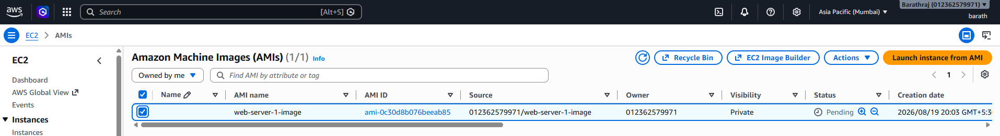 aws
Search [Alt+S]
Asia Pacific (Mumbai)
Barathraj (012362579971)
barath
EC2 AMIs
EC2
Dashboard
AWS Global View
Events
Instances
Instances
Amazon Machine Images (AMIs) (1/1) Info
Recycle Bin
EC2 Image Builder
Actions
Launch instance from AMI
Owned by me
Find AMI by attribute or tag
1
Name AMI name AMI ID Source Owner Visibility Status Creation date
web-server-1-image ami-0c30d8b076beeab85 012362579971/web-server-1-image 012362579971 Private Pending 2026/08/19 20:03 GMT+5:3